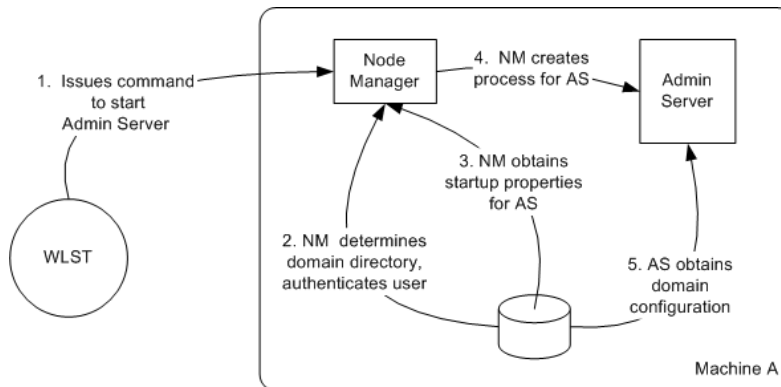 1. Issues command
to start
Admin Server
WLST
Node
Manager
4. NM creates
process for AS
Admin
Server
3. NM obtains
startup properties
for AS
2. NM determines
domain directory,
authenticates user
5. AS obtains
domain
configuration
Machine A